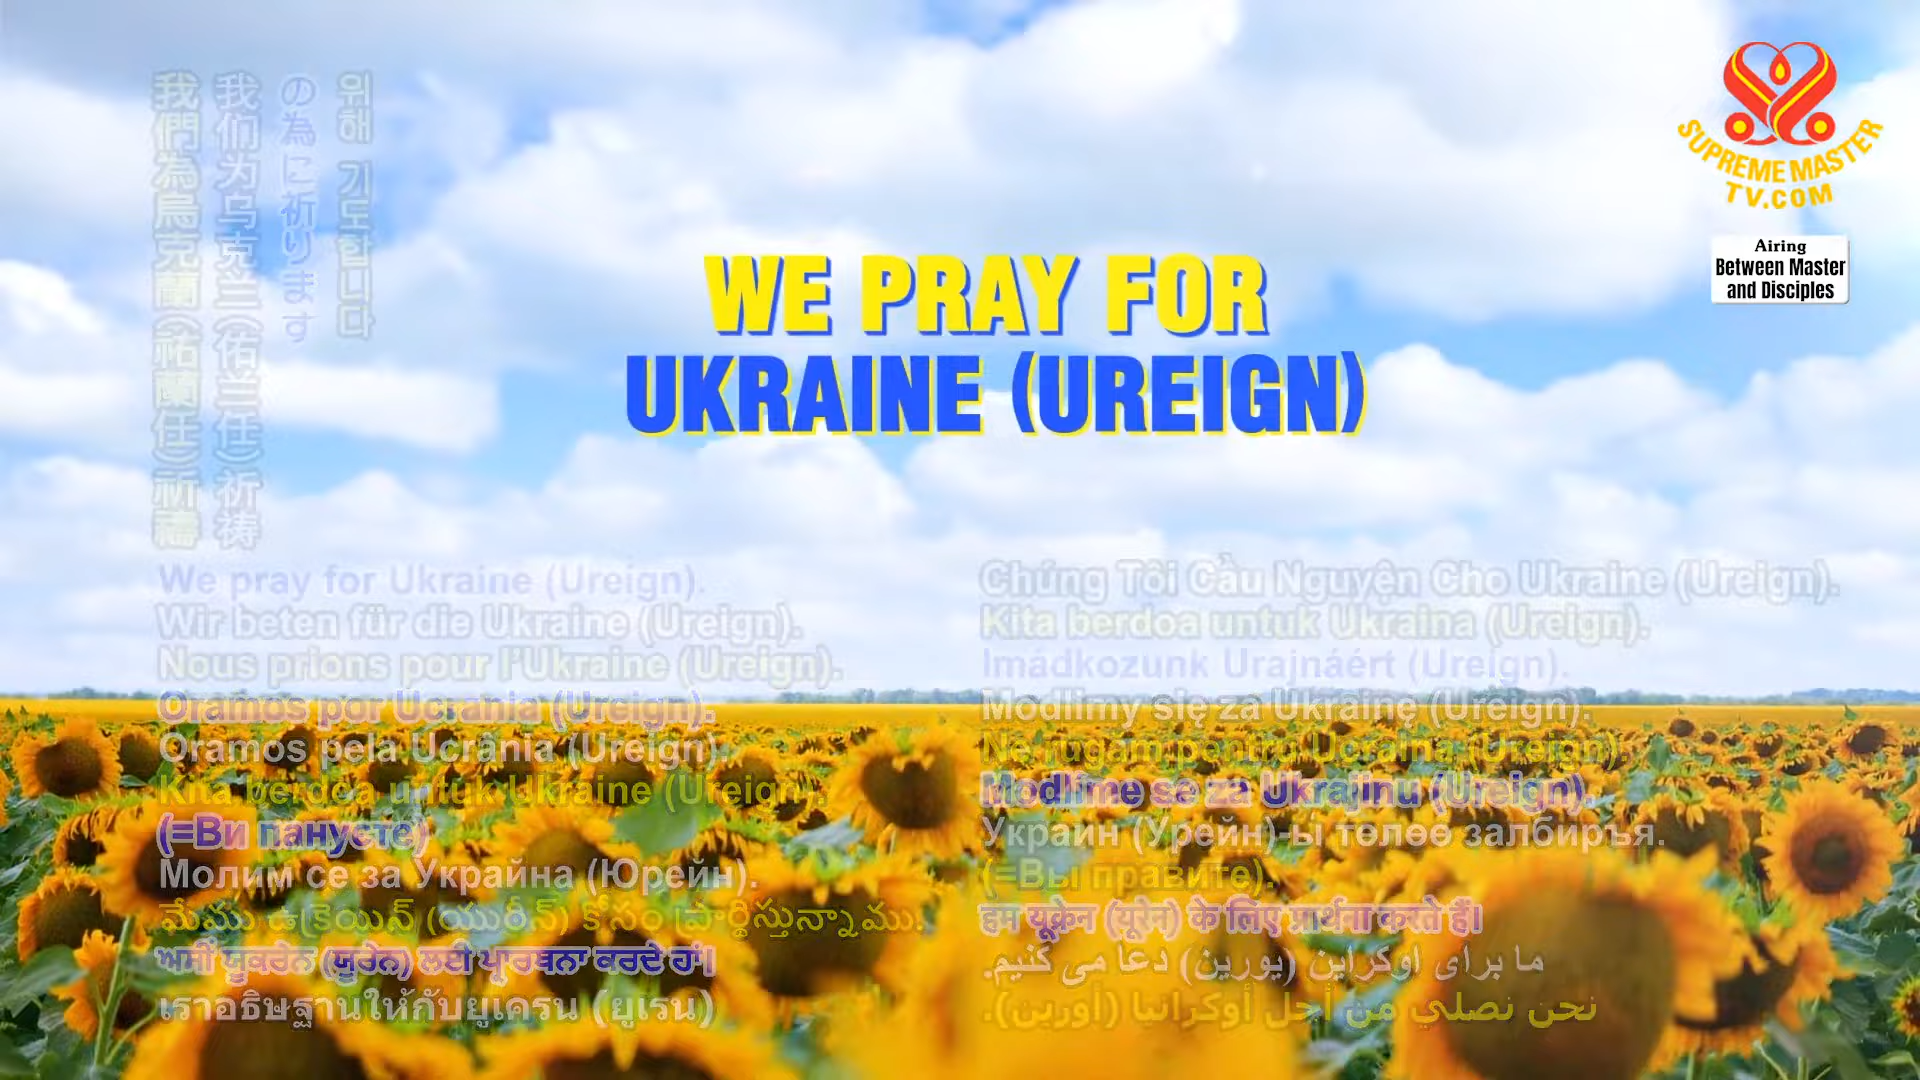 我們為烏克蘭(祐蘭任)祈禱
我们为乌克兰(佑兰任)祈祷
の為に祈ります
위해 기도합니다
SUPREME MASTER
TV.COM
Airing
Between Master
and Disciples
WE PRAY FOR
UKRAINE (UREIGN)
We pray for Ukraine (Ureign).
Wir beten für die Ukraine (Ureign).
Nous prions pour l'Ukraine (Ureign).
Oramos por Ucrania (Ureign).
Oramos pela Ucrânia (Ureign).
Kita berdoa untuk Ukraine (Ureign).
(=Ви пануєте)
Молим се за Украйна (Юрейн).
మేము ఉక్రెయిన్ (యురీన్) కోసం ప్రార్థిస్తున్నాము.
ਅਸੀਂ ਯੂਕਰੇਨ (ਯੂਰੇਨ) ਲਈ ਪ੍ਰਾਰਥਨਾ ਕਰਦੇ ਹਾਂ।
เราอธิษฐานให้กับยูเครน (ยูเรน)
Chúng Tôi Cầu Nguyện Cho Ukraine (Ureign).
Kita berdoa untuk Ukraina (Ureign).
Imádkozunk Urajnáért (Ureign).
Modlimy się za Ukrainę (Ureign).
Ne rugam pentru Ucraina (Ureign).
Modlíme se za Ukrajinu (Ureign).
Украин (Урейн)-ы төлөө залбиръя.
(=Вы правите).
हम यूक्रेन (यूरेन) के लिए प्रार्थना करते हैं।
ما برای اوکراین (یورین) دعا می کنیم.
نحن نصلي من أجل أوكرانيا (أورين).